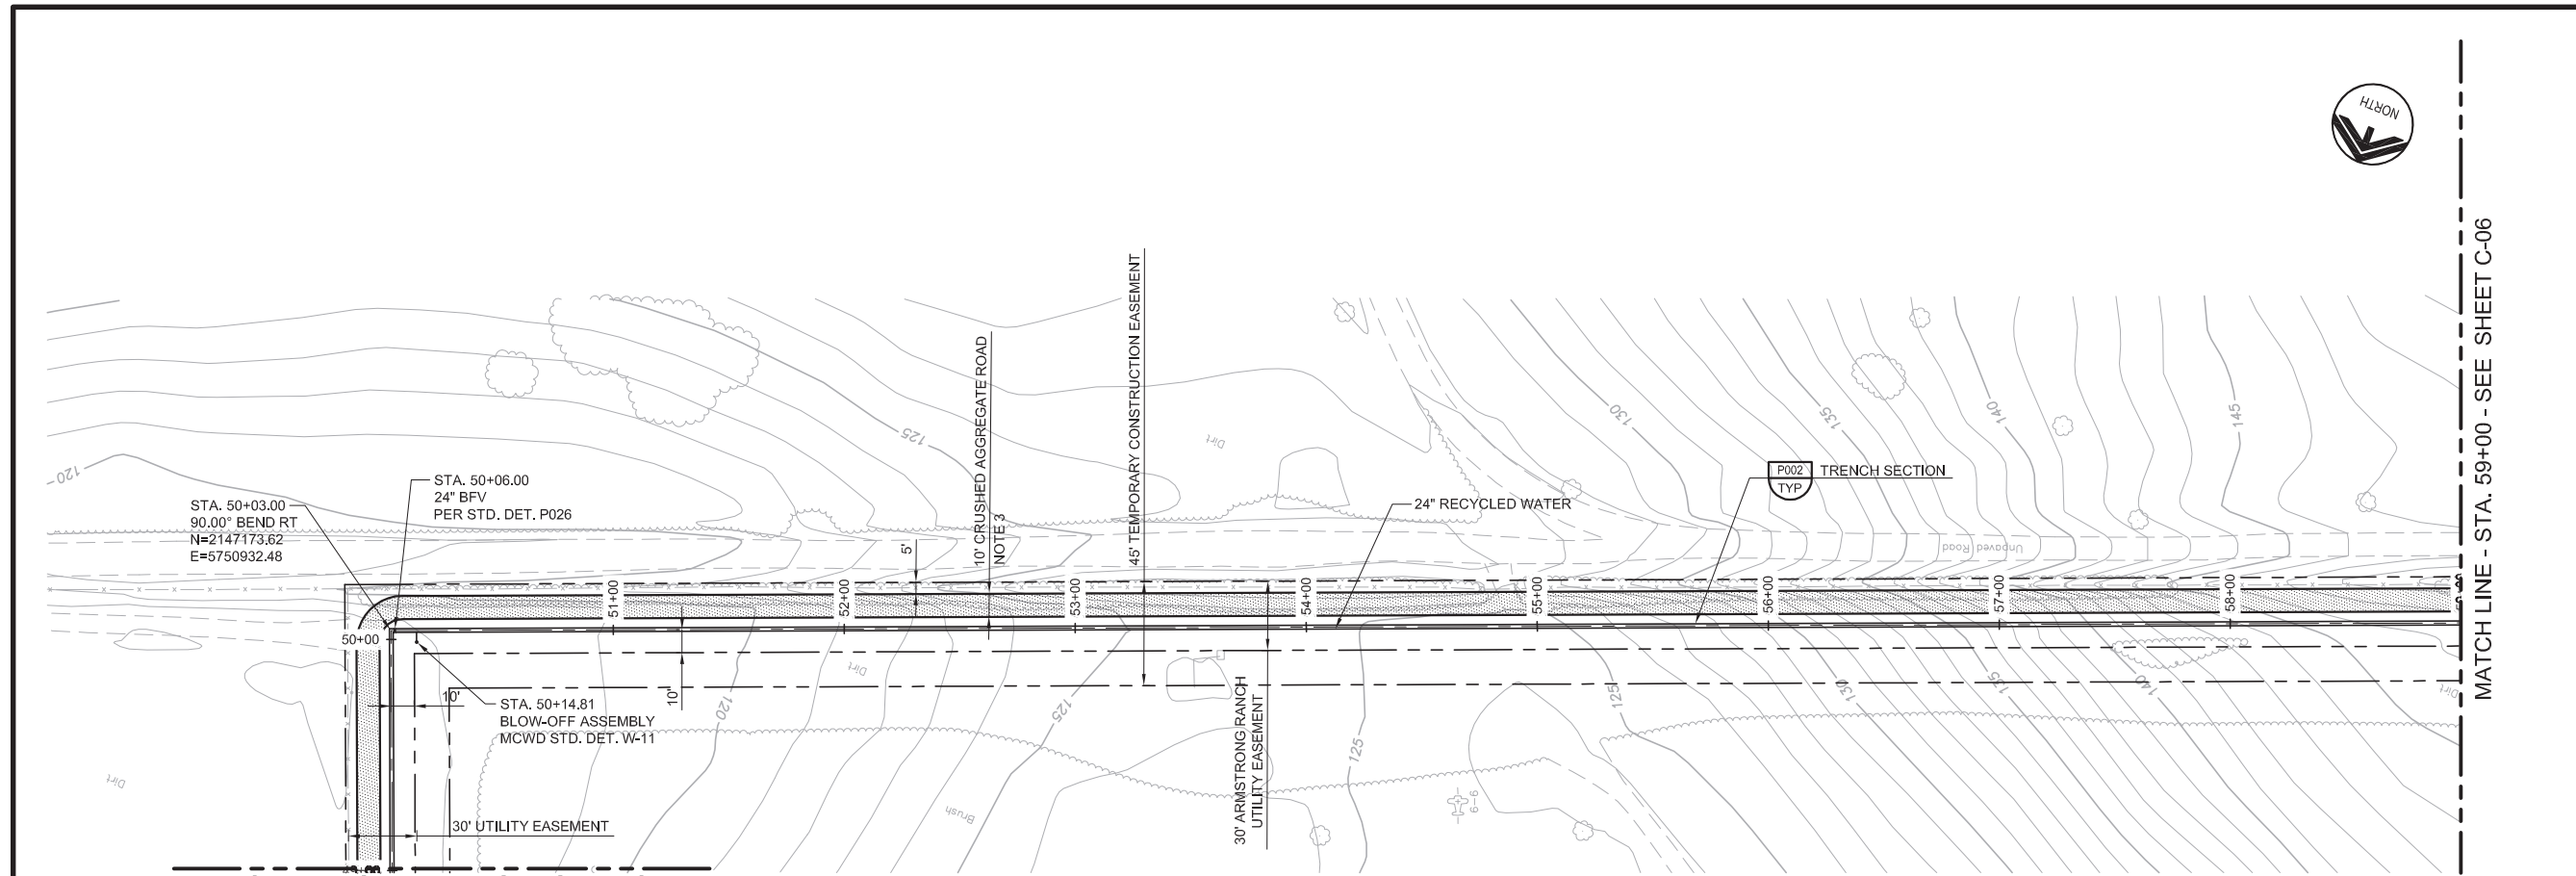 NORTH
MATCH LINE - STA. 59+00 - SEE SHEET C-06
10' CRUSHED AGGREGATE ROAD
NOTE 3
45' TEMPORARY CONSTRUCTION EASEMENT
130
135
140
145
125
Dirt
120
STA. 50+06.00
24" BFV
PER STD. DET. P026
STA. 50+03.00
90.00° BEND RT
N=2147173.62
E=5750932.48
P002
TYP
TRENCH SECTION
24" RECYCLED WATER
5'
Unpaved Road
50+00
51+00
52+00
53+00
54+00
55+00
56+00
57+00
58+00
10'
10'
STA. 50+14.81
BLOW-OFF ASSEMBLY
MCWD STD. DET. W-11
Dirt
120
125
30' ARMSTRONG RANCH
UTILITY EASEMENT
125
125
130
135
140
Dirt
Dirt
Brush
6-6
30' UTILITY EASEMENT